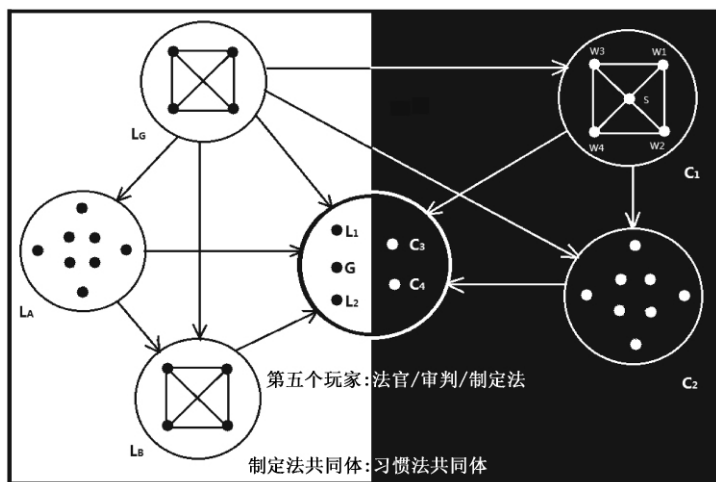 W3 W1
S
W4 W2
LG
C1
L1 C3
G
L2 C4
LA
第五个玩家:法官/审判/制定法
C2
LB
制定法共同体:习惯法共同体